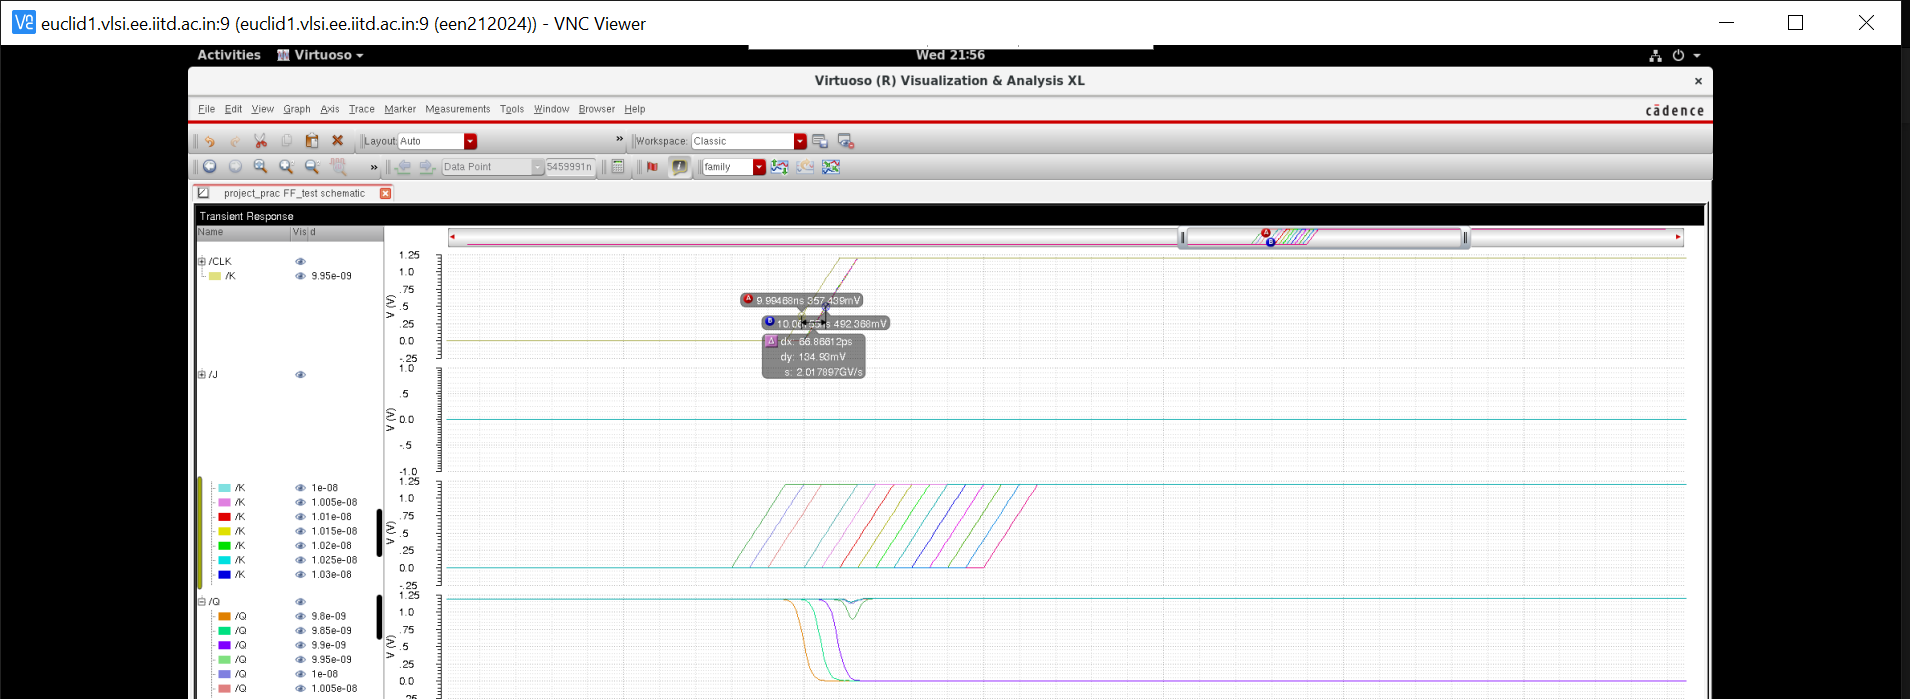 euclid1.vlsi.ee.iitd.ac.in:9 (euclid1.vlsi.ee.iitd.ac.in:9 (een212024)) - VNC Viewer
Activities Virtuoso Wed 21:56
Virtuoso (R) Visualization & Analysis XL
File Edit View Graph Axis Trace Marker Measurements Tools Window Browser Help cādence
Layout Auto » Workspace: Classic
» Data Point 5459991n family
project_prac FF_test schematic
Transient Response
Name Vis d
/CLK
/K 9.95e-09
V (V)
1.25
1.0
.75
.5
.25
0.0
-.25
A 9.99468ns 357.439mV
B 492.368mV
Δ dx: 66.86612ps
dy: 134.93mV
s: 2.017897GV/s
/J
V (V)
1.0
.5
0.0
-.5
-1.0
/K 1e-08
/K 1.005e-08
/K 1.01e-08
/K 1.015e-08
/K 1.02e-08
/K 1.025e-08
/K 1.03e-08
V (V)
1.25
1.0
.75
.5
.25
0.0
-.25
/Q
/Q 9.8e-09
/Q 9.85e-09
/Q 9.9e-09
/Q 9.95e-09
/Q 1e-08
/Q 1.005e-08
V (V)
1.25
1.0
.75
.5
.25
0.0